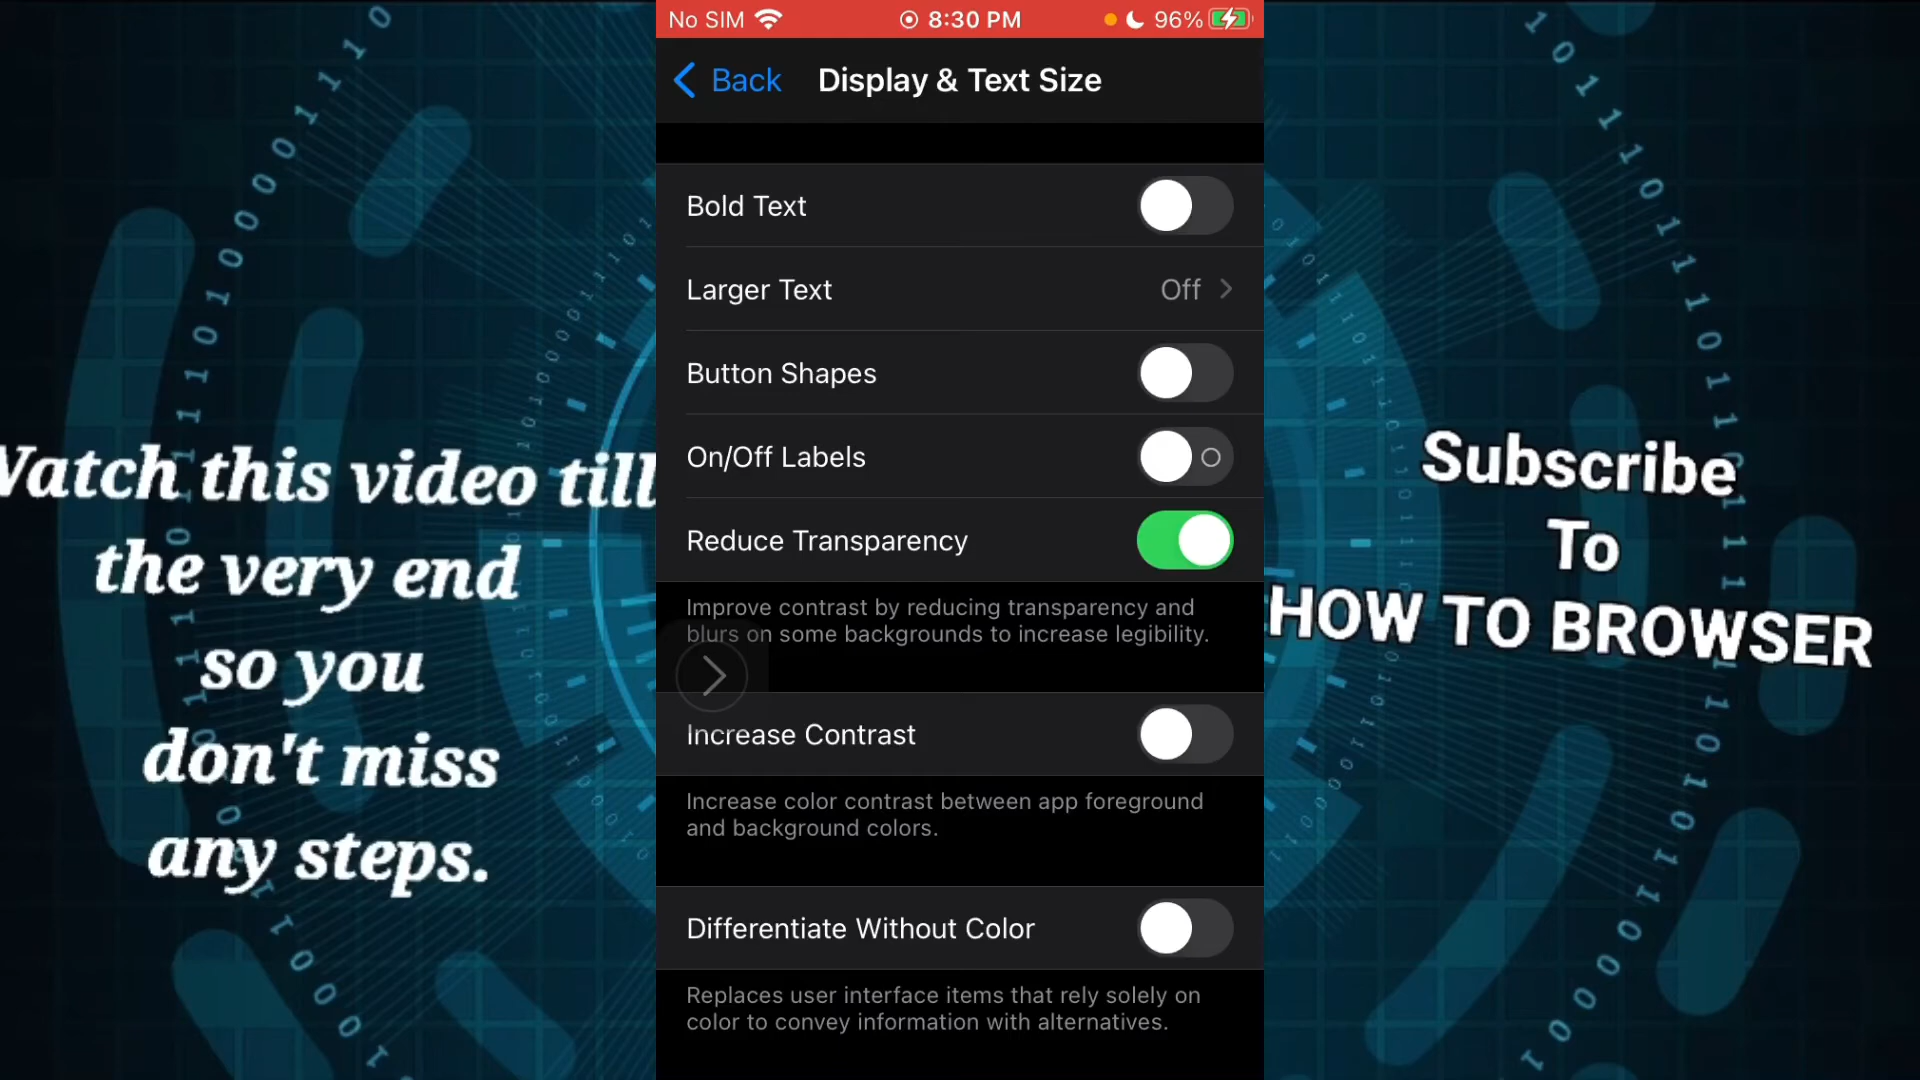 No SIM 8:30 PM 96%
Back Display & Text Size
Bold Text
Larger Text Off
Button Shapes
On/Off Labels
Reduce Transparency
Improve contrast by reducing transparency and
blurs on some backgrounds to increase legibility.
Increase Contrast
Increase color contrast between app foreground
and background colors.
Differentiate Without Color
Replaces user interface items that rely solely on
color to convey information with alternatives.
Watch this video till
the very end
so you
don't miss
any steps.
Subscribe
To
HOW TO BROWSER